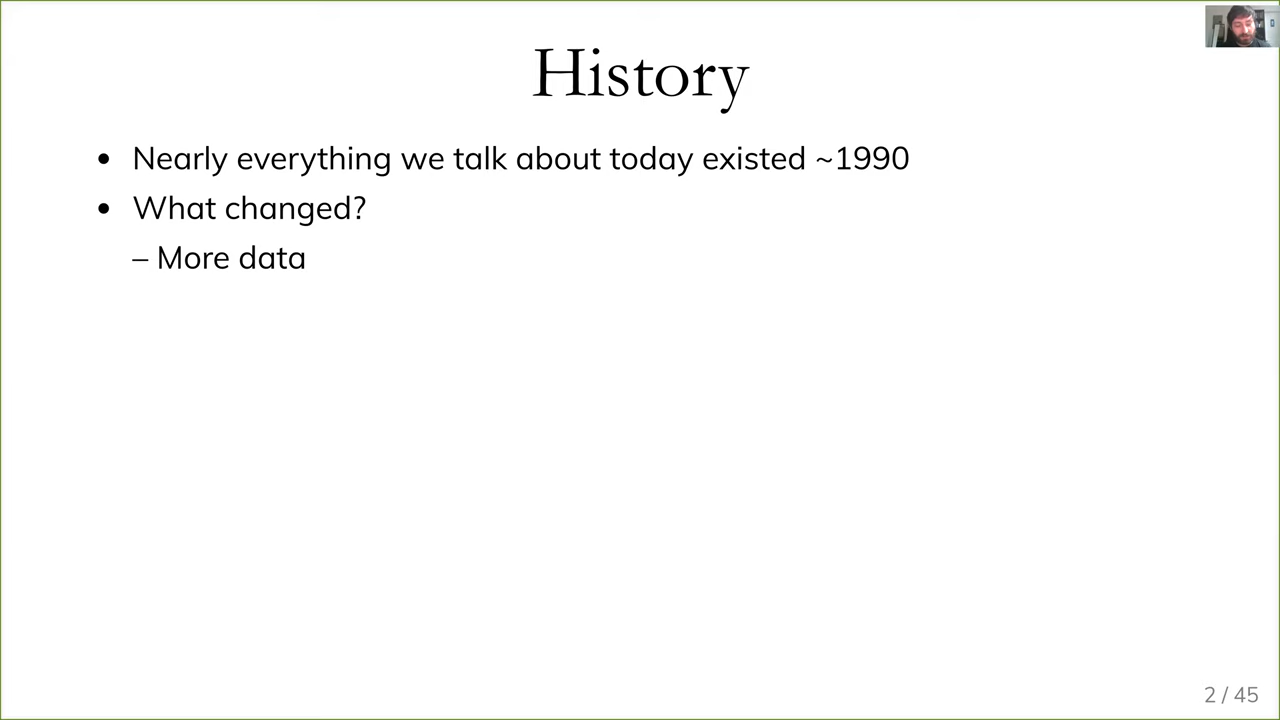 History
• Nearly everything we talk about today existed ~1990
• What changed?
– More data
2 / 45